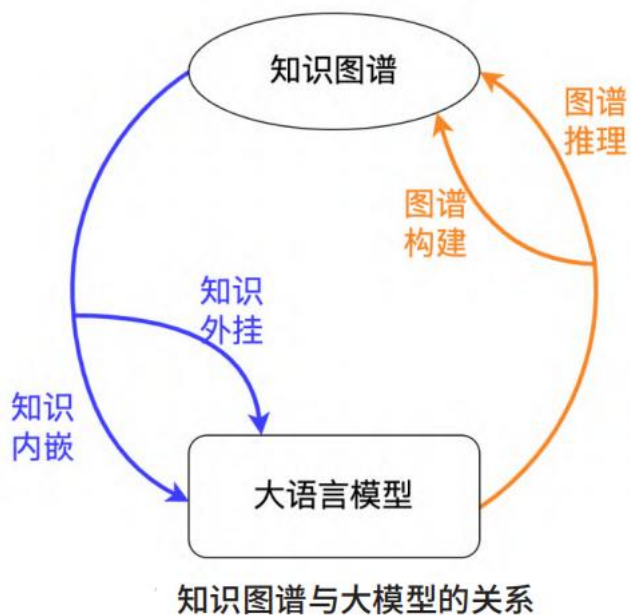 知识图谱
图谱
推理
图谱
构建
知识
外挂
知识
内嵌
大语言模型
知识图谱与大模型的关系